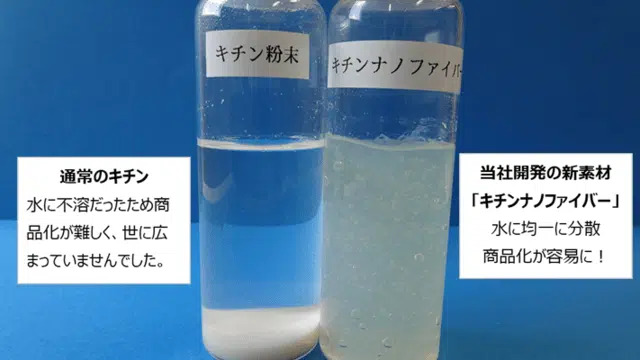 キチン粉末
キチンナノファイバー
通常のキチン
水に不溶だったため商
品化が難しく、世に広
まっていませんでした。
当社開発の新素材
「キチンナノファイバー」
水に均一に分散
商品化が容易に！